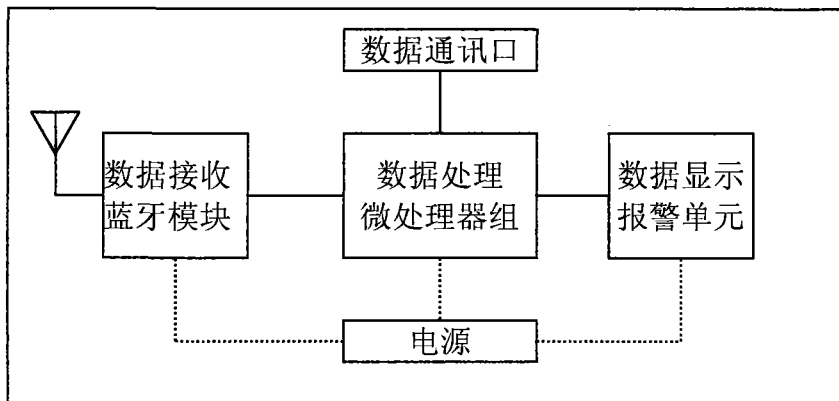 数据通讯口
数据接收
蓝牙模块
数据处理
微处理器组
数据显示
报警单元
电源